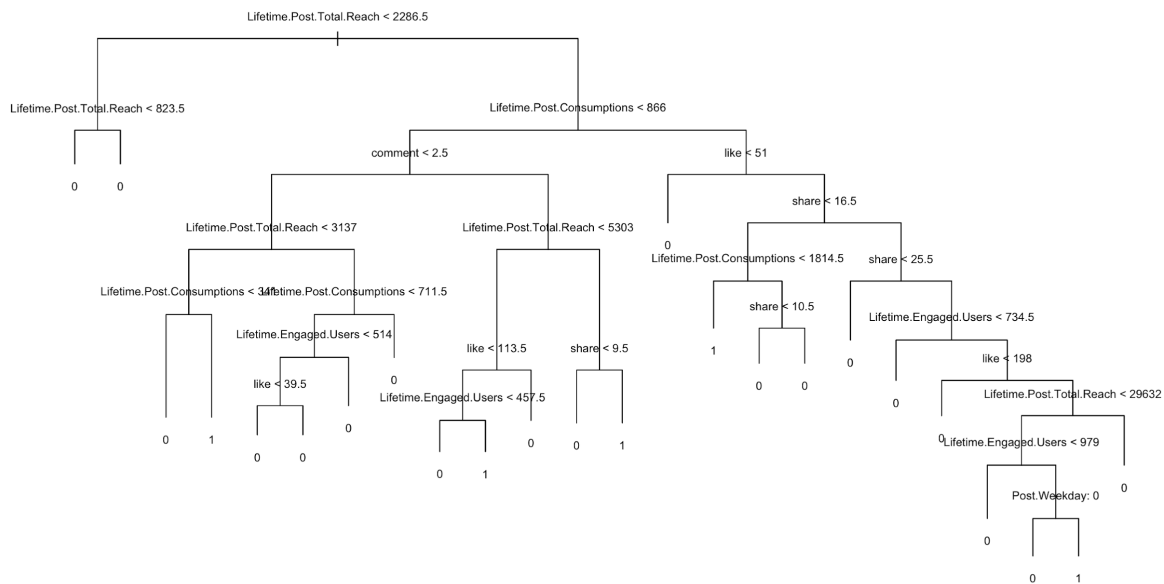 Lifetime.Post.Total.Reach < 2286.5
Lifetime.Post.Total.Reach < 823.5
Lifetime.Post.Consumptions < 866
0
0
comment < 2.5
like < 51
Lifetime.Post.Total.Reach < 3137
Lifetime.Post.Total.Reach < 5303
0
share < 16.5
Lifetime.Post.Consumptions < 341
Lifetime.Post.Consumptions < 711.5
Lifetime.Post.Consumptions < 1814.5
share < 25.5
0
1
Lifetime.Engaged.Users < 514
0
like < 39.5
0
0
0
like < 113.5
share < 9.5
Lifetime.Engaged.Users < 457.5
0
0
1
0
1
1
share < 10.5
0
0
0
Lifetime.Engaged.Users < 734.5
0
like < 198
0
Lifetime.Post.Total.Reach < 29632
Lifetime.Engaged.Users < 979
0
0
Post.Weekday: 0
0
1